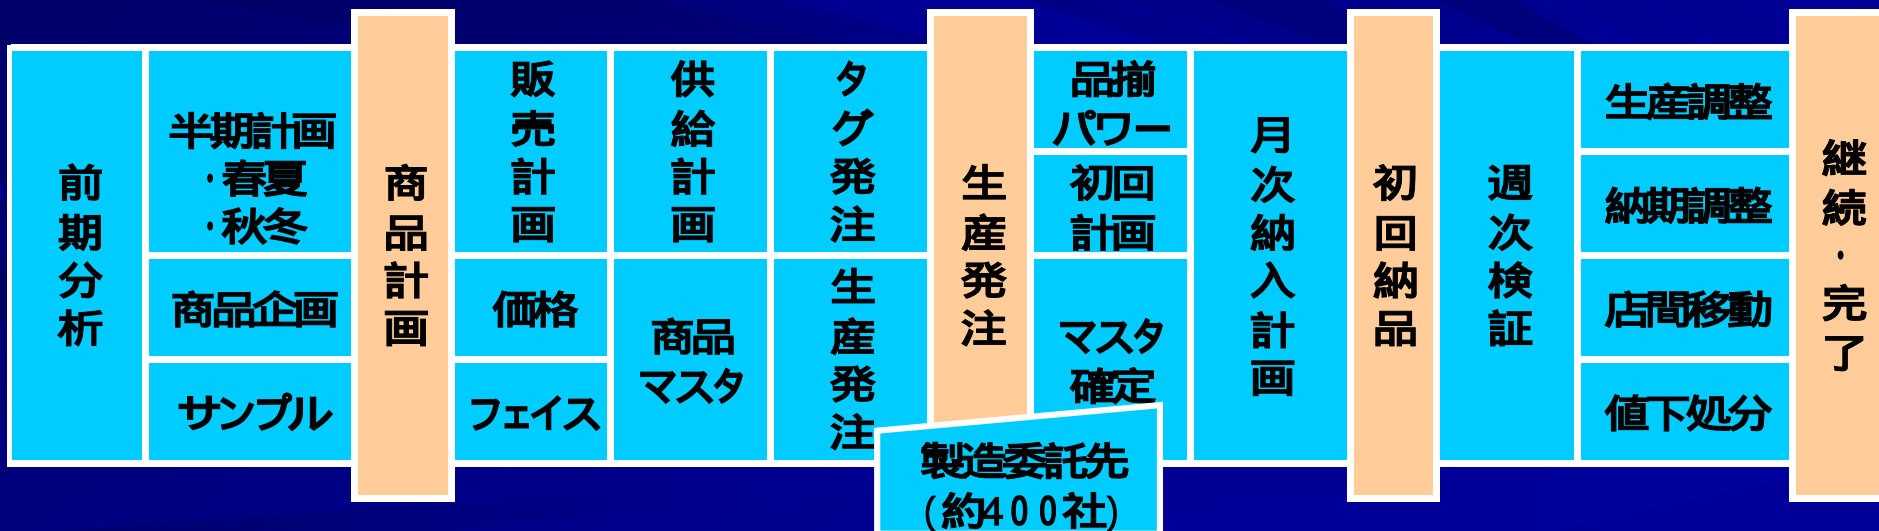 前期分析
半期計画
・春夏
・秋冬
商品企画
サンプル
商品計画
販売計画
価格
フェイス
供給計画
商品
マスタ
タグ発注
生産発注
生産発注
品揃
パワー
初回
計画
マスタ
確定
製造委託先
(約400社)
月次納入計画
初回納品
週次検証
生産調整
納期調整
店間移動
値下処分
継続・完了